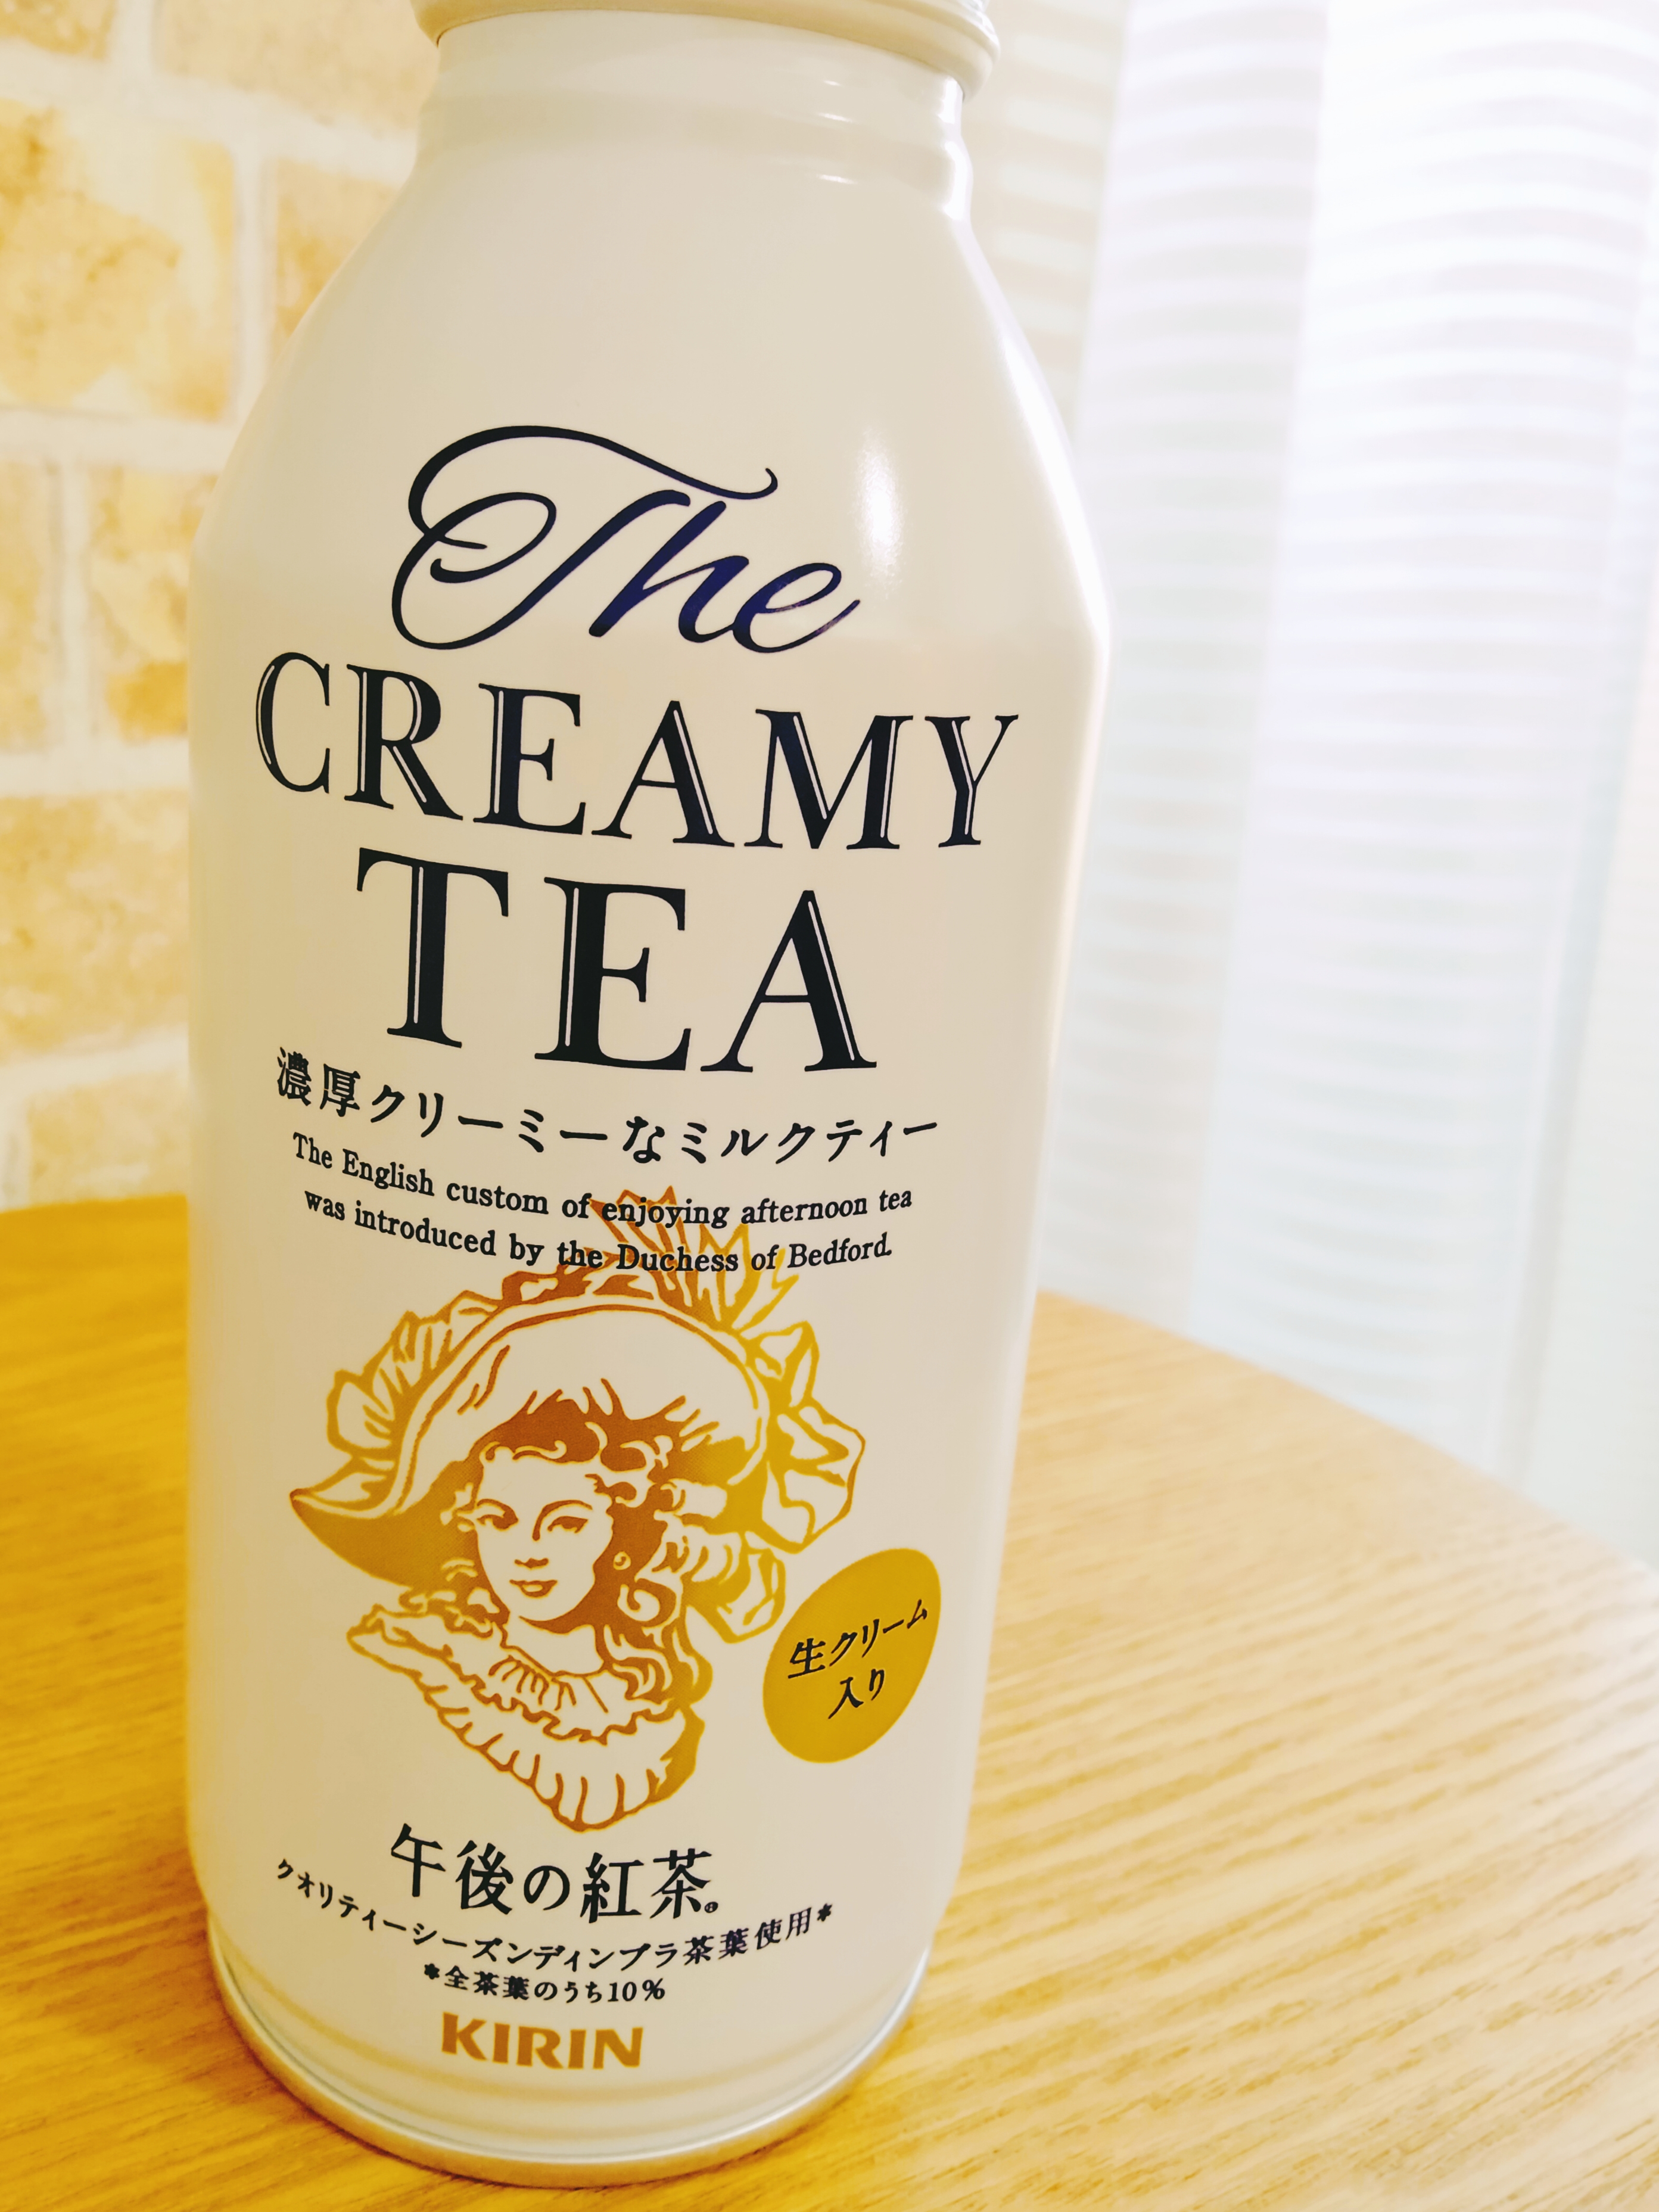 The
CREAMY
TEA
濃厚クリーミーなミルクティー
The English custom of enjoying afternoon tea
was introduced by the Duchess of Bedford.
生クリーム
入り
午後の紅茶®
クオリティーシーズンディンブラ茶葉使用*
*全茶葉のうち10%
KIRIN